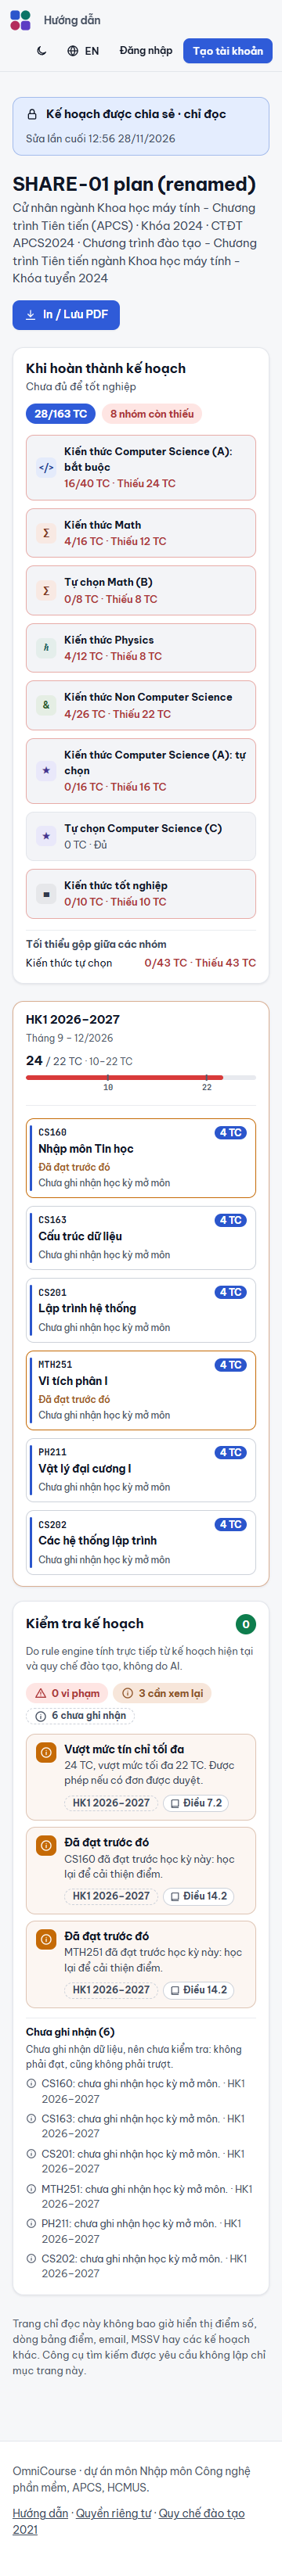 Hướng dẫn
EN
Đăng nhập
Tạo tài khoản
Kế hoạch được chia sẻ · chỉ đọc
Sửa lần cuối 12:56 28/11/2026
SHARE-01 plan (renamed)
Cử nhân ngành Khoa học máy tính - Chương
trình Tiên tiến (APCS) · Khóa 2024 · CTĐT
APCS2024 · Chương trình đào tạo - Chương
trình Tiên tiến ngành Khoa học máy tính -
Khóa tuyển 2024
In / Lưu PDF
Khi hoàn thành kế hoạch
Chưa đủ để tốt nghiệp
28/163 TC
8 nhóm còn thiếu
</>
Kiến thức Computer Science (A):
bắt buộc
16/40 TC · Thiếu 24 TC
∑
Kiến thức Math
4/16 TC · Thiếu 12 TC
∑
Tự chọn Math (B)
0/8 TC · Thiếu 8 TC
ℏ
Kiến thức Physics
4/12 TC · Thiếu 8 TC
&
Kiến thức Non Computer Science
4/26 TC · Thiếu 22 TC
★
Kiến thức Computer Science (A): tự
chọn
0/16 TC · Thiếu 16 TC
★
Tự chọn Computer Science (C)
0 TC · Đủ
Kiến thức tốt nghiệp
0/10 TC · Thiếu 10 TC
Tối thiểu gộp giữa các nhóm
Kiến thức tự chọn 0/43 TC · Thiếu 43 TC
HK1 2026–2027
Tháng 9 – 12/2026
24 / 22 TC · 10–22 TC
10 22
CS160 4 TC
Nhập môn Tin học
Đã đạt trước đó
Chưa ghi nhận học kỳ mở môn
CS163 4 TC
Cấu trúc dữ liệu
Chưa ghi nhận học kỳ mở môn
CS201 4 TC
Lập trình hệ thống
Chưa ghi nhận học kỳ mở môn
MTH251 4 TC
Vi tích phân I
Đã đạt trước đó
Chưa ghi nhận học kỳ mở môn
PH211 4 TC
Vật lý đại cương I
Chưa ghi nhận học kỳ mở môn
CS202 4 TC
Các hệ thống lập trình
Chưa ghi nhận học kỳ mở môn
Kiểm tra kế hoạch 0
Do rule engine tính trực tiếp từ kế hoạch hiện tại
và quy chế đào tạo, không do AI.
0 vi phạm
3 cần xem lại
6 chưa ghi nhận
Vượt mức tín chỉ tối đa
24 TC, vượt mức tối đa 22 TC. Được
phép nếu có đơn được duyệt.
HK1 2026–2027 Điều 7.2
Đã đạt trước đó
CS160 đã đạt trước học kỳ này: học
lại để cải thiện điểm.
HK1 2026–2027 Điều 14.2
Đã đạt trước đó
MTH251 đã đạt trước học kỳ này: học
lại để cải thiện điểm.
HK1 2026–2027 Điều 14.2
Chưa ghi nhận (6)
Chưa ghi nhận dữ liệu, nên chưa kiểm tra: không
phải đạt, cũng không phải trượt.
CS160: chưa ghi nhận học kỳ mở môn. · HK1
2026–2027
CS163: chưa ghi nhận học kỳ mở môn. · HK1
2026–2027
CS201: chưa ghi nhận học kỳ mở môn. · HK1
2026–2027
MTH251: chưa ghi nhận học kỳ mở môn. · HK1
2026–2027
PH211: chưa ghi nhận học kỳ mở môn. · HK1
2026–2027
CS202: chưa ghi nhận học kỳ mở môn. · HK1
2026–2027
Trang chỉ đọc này không bao giờ hiển thị điểm số,
dòng bảng điểm, email, MSSV hay các kế hoạch
khác. Công cụ tìm kiếm được yêu cầu không lập chỉ
mục trang này.
OmniCourse · dự án môn Nhập môn Công nghệ
phần mềm, APCS, HCMUS.
Hướng dẫn · Quyền riêng tư · Quy chế đào tạo
2021